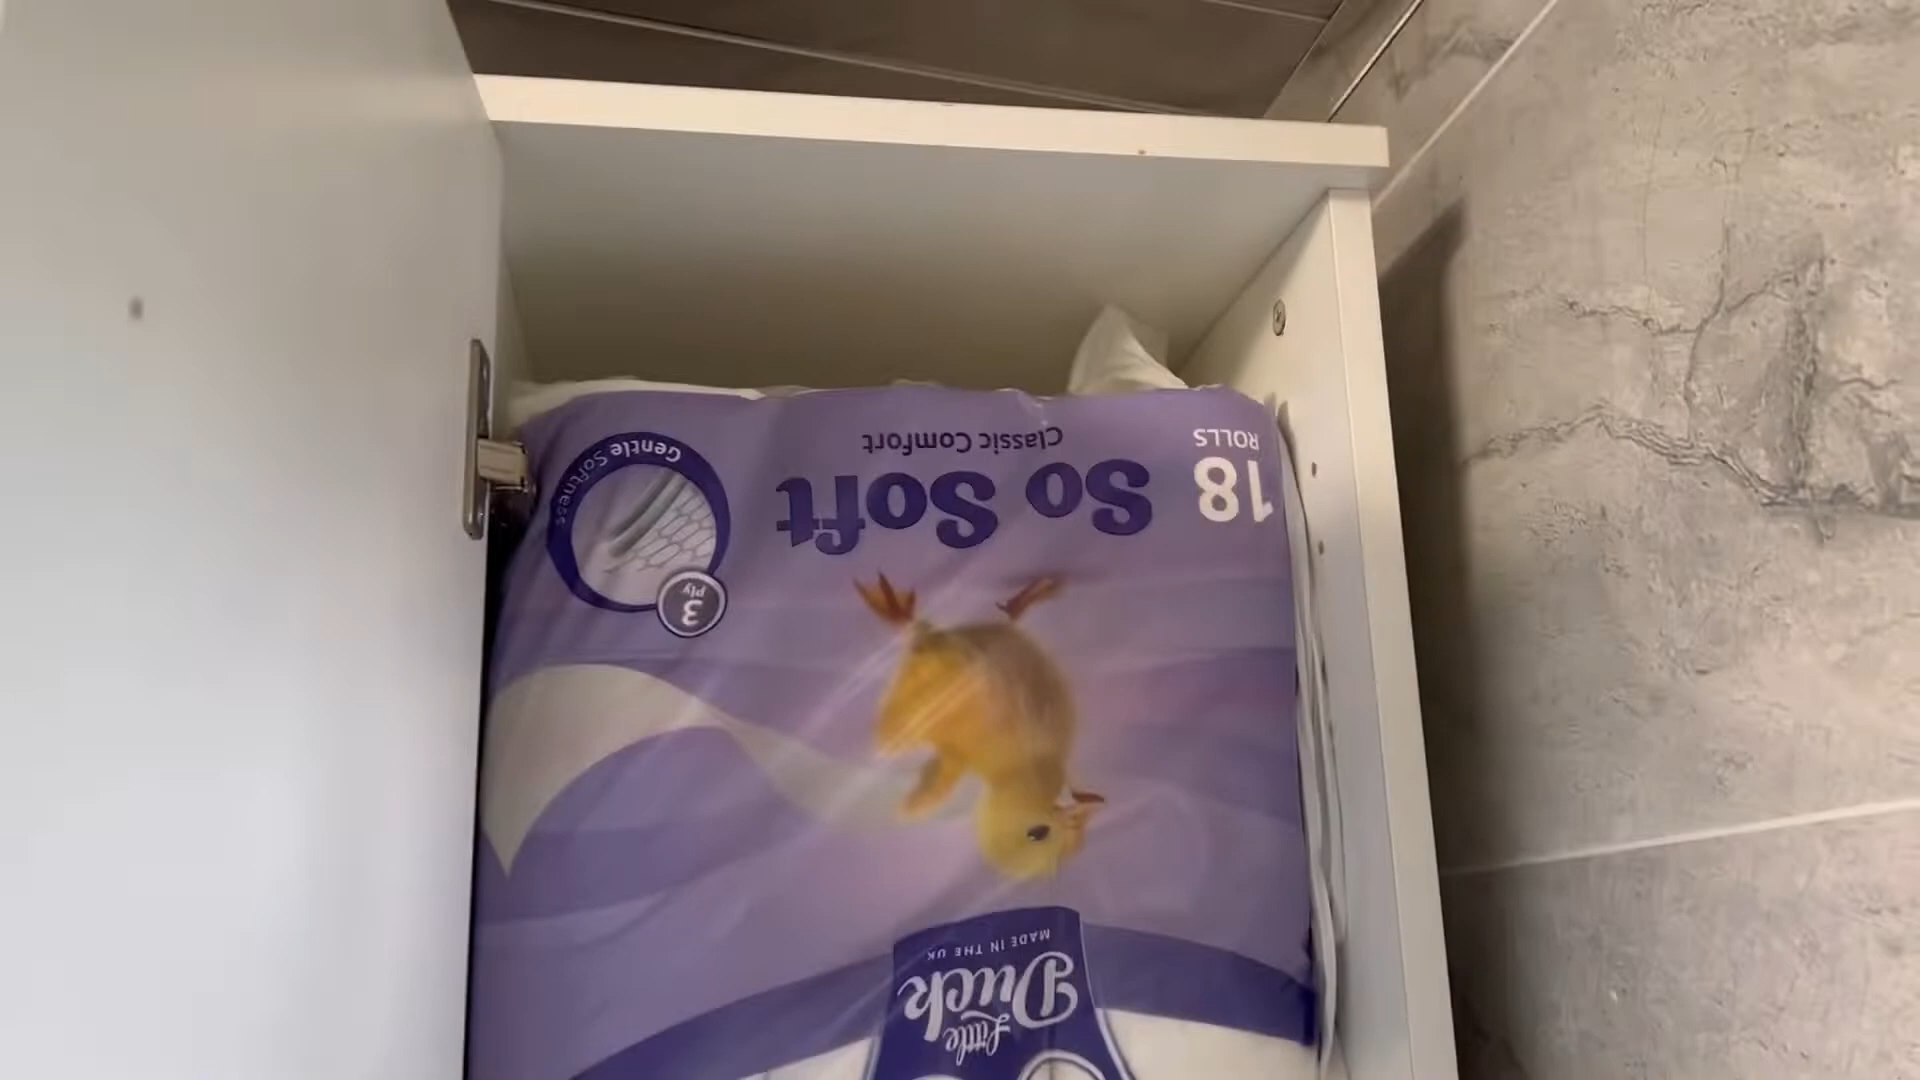 Little
Duck
MADE IN THE UK
3
ply
Gentle Softness
18
ROLLS
So Soft
Classic Comfort